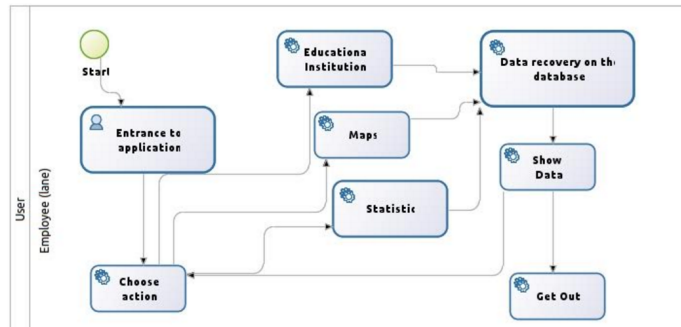 User
Employee (lane)
Start
Entrance to
application
Choose
action
Educationa
Institution
Maps
Statistic
Data recovery on the
database
Show
Data
Get Out